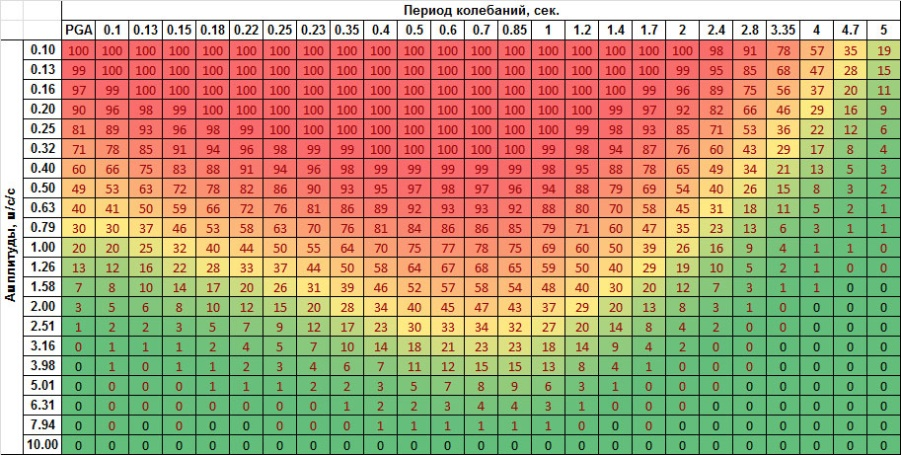 Период колебаний, сек.
PGA 0.1 0.13 0.15 0.18 0.22 0.25 0.23 0.35 0.4 0.5 0.6 0.7 0.85 1 1.2 1.4 1.7 2 2.4 2.8 3.35 4 4.7 5
Амплитуды, м/с/с
0.10 100 100 100 100 100 100 100 100 100 100 100 100 100 100 100 100 100 100 100 98 91 78 57 35 19
0.13 99 100 100 100 100 100 100 100 100 100 100 100 100 100 100 100 100 100 99 95 85 68 47 28 15
0.16 97 99 100 100 100 100 100 100 100 100 100 100 100 100 100 100 100 99 96 89 75 56 37 20 11
0.20 90 96 98 99 100 100 100 100 100 100 100 100 100 100 100 100 99 97 92 82 66 46 29 16 9
0.25 81 89 93 96 98 99 100 100 100 100 100 100 100 100 100 99 98 93 85 71 53 36 22 12 6
0.32 71 78 85 91 94 96 98 99 99 100 100 100 100 100 99 98 94 87 76 60 43 29 17 8 4
0.40 60 66 75 83 88 91 94 96 98 99 99 99 99 99 98 95 88 78 65 49 34 21 13 5 3
0.50 49 53 63 72 78 82 86 90 93 95 97 98 97 96 94 88 79 69 54 40 26 15 8 3 2
0.63 40 41 50 59 66 72 76 81 86 89 92 93 93 92 88 80 70 58 45 31 18 11 5 2 1
0.79 30 30 37 46 53 58 63 70 76 81 84 86 86 85 79 71 60 47 35 23 13 6 3 1 1
1.00 20 20 25 32 40 44 50 55 64 70 75 77 78 75 69 60 50 39 26 16 9 4 1 1 0
1.26 13 12 16 22 28 33 37 44 50 58 64 67 68 65 59 50 40 29 19 10 5 2 1 0 0
1.58 7 8 10 14 17 20 26 31 39 46 52 57 58 54 48 40 30 20 12 7 3 1 1 0 0
2.00 3 5 6 8 10 12 15 20 28 34 40 45 47 43 37 29 20 13 8 3 1 0 0 0 0
2.51 1 2 2 3 5 7 9 12 17 23 30 33 34 32 27 20 14 8 4 2 0 0 0 0 0
3.16 0 1 1 1 2 4 5 7 10 14 18 21 23 23 18 14 9 4 2 0 0 0 0 0 0
3.98 0 1 0 1 1 2 3 4 6 7 11 12 15 15 13 8 4 1 0 0 0 0 0 0 0
5.01 0 0 0 0 1 1 1 2 2 3 5 7 8 9 6 3 1 0 0 0 0 0 0 0 0
6.31 0 0 0 0 0 0 0 0 1 2 2 3 4 4 3 1 0 0 0 0 0 0 0 0 0
7.94 0 0 0 0 0 0 0 0 0 1 1 1 1 1 1 0 0 0 0 0 0 0 0 0 0
10.00 0 0 0 0 0 0 0 0 0 0 0 0 0 0 0 0 0 0 0 0 0 0 0 0 0